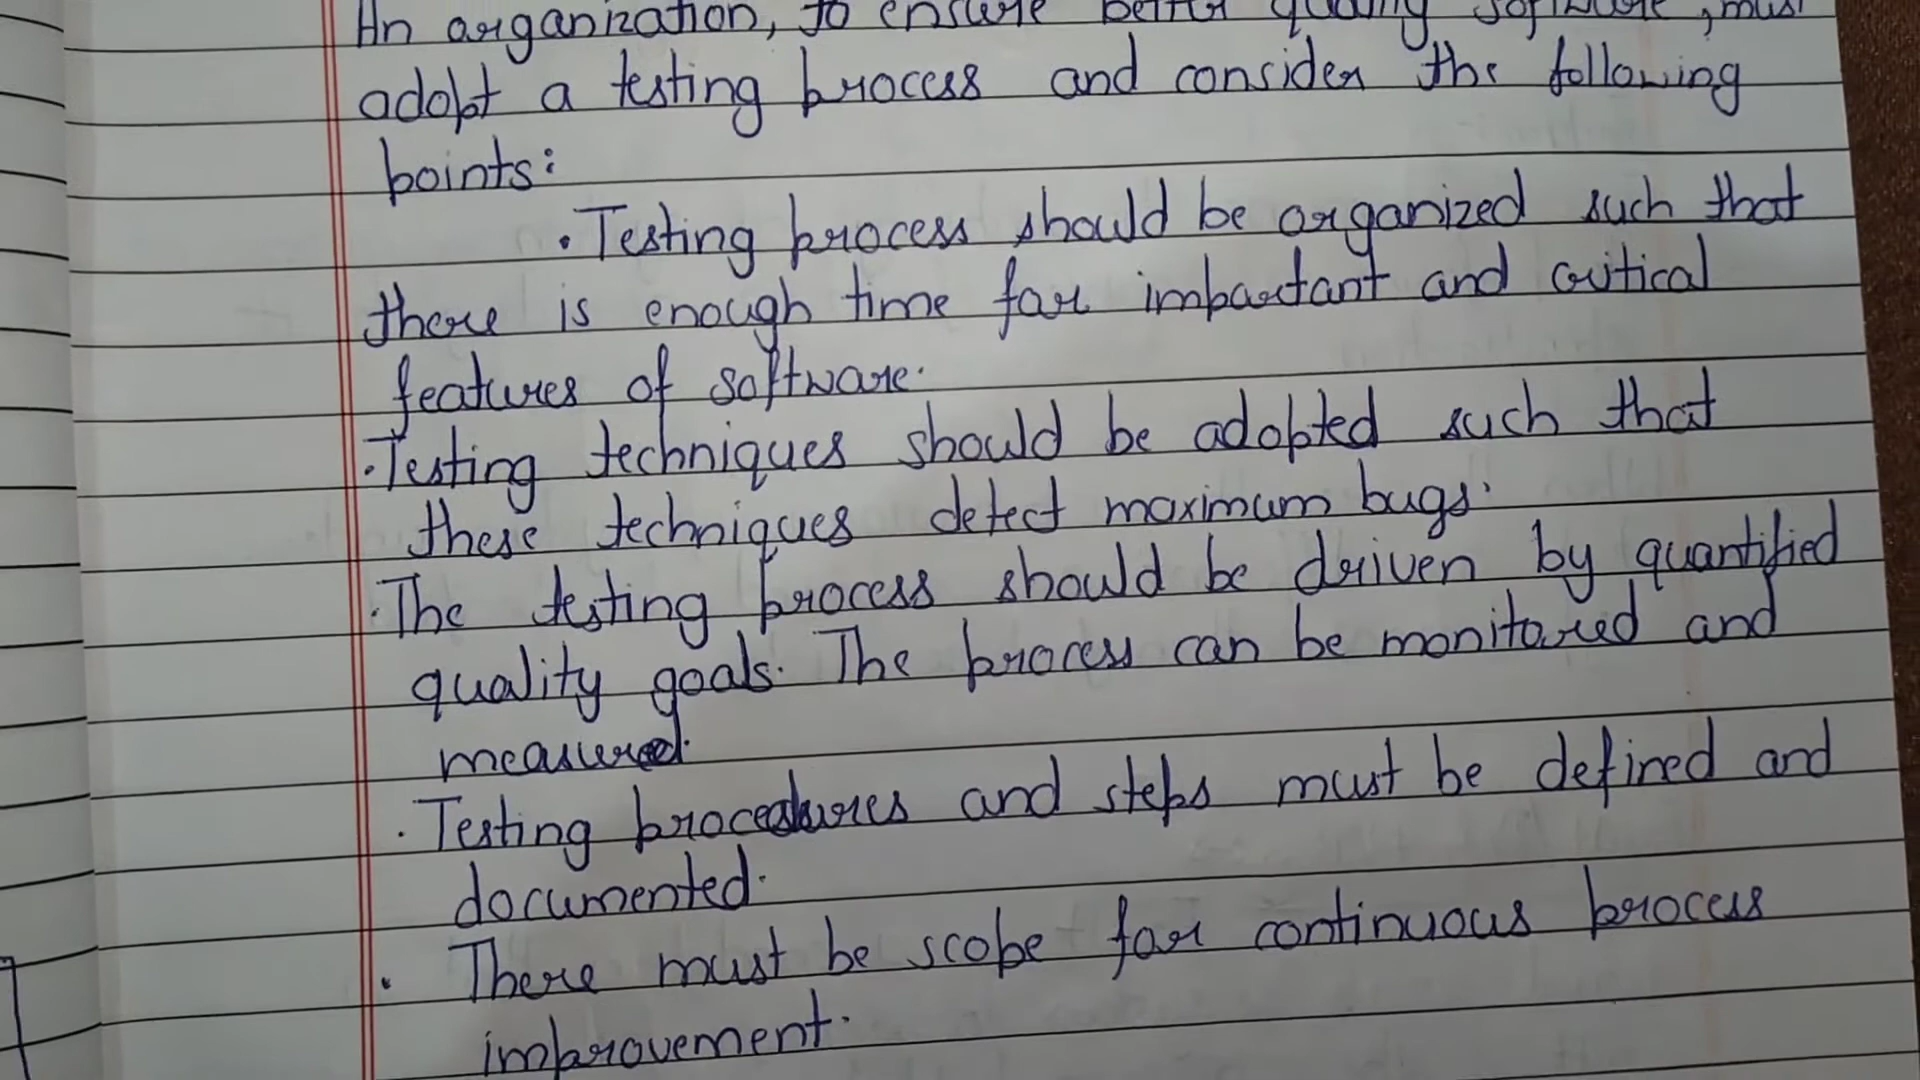 An organization, to ensure better quality software, must
adopt a testing process and consider the following
points:
• Testing process should be organized such that
there is enough time for important and critical
features of software.
• Testing techniques should be adopted such that
these techniques detect maximum bugs.
• The testing process should be driven by quantified
quality goals. The process can be monitored and
measured.
• Testing procedures and steps must be defined and
documented.
• There must be scope for continuous process
improvement.